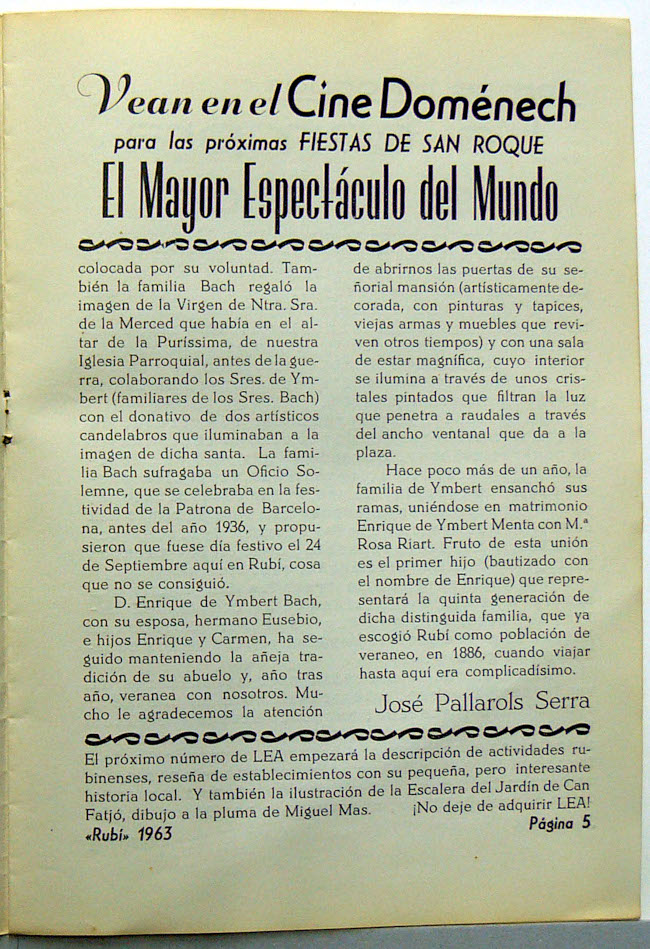 Vean en el Cine Doménech
para las próximas FIESTAS DE SAN ROQUE
El Mayor Espectáculo del Mundo
colocada por su voluntad. Tam-
bién la familia Bach regaló la
imagen de la Virgen de Ntra. Sra.
de la Merced que había en el al-
tar de la Puríssima, de nuestra
Iglesia Parroquial, antes de la gue-
rra, colaborando los Sres. de Ym-
bert (familiares de los Sres. Bach)
con el donativo de dos artísticos
candelabros que iluminaban a la
imagen de dicha santa. La fami-
lia Bach sufragaba un Oficio So-
lemne, que se celebraba en la fes-
tividad de la Patrona de Barcelo-
na, antes del año 1936, y propu-
sieron que fuese día festivo el 24
de Septiembre aquí en Rubí, cosa
que no se consiguió.
D. Enrique de Ymbert Bach,
con su esposa, hermano Eusebio,
e hijos Enrique y Carmen, ha se-
guido manteniendo la añeja tra-
dición de su abuelo y, año tras
año, veranea con nosotros. Mu-
cho le agradecemos la atención
de abrirnos las puertas de su se-
ñorial mansión (artísticamente de-
corada, con pinturas y tapices,
viejas armas y muebles que revi-
ven otros tiempos) y con una sala
de estar magnífica, cuyo interior
se ilumina a través de unos cris-
tales pintados que filtran la luz
que penetra a raudales a través
del ancho ventanal que da a la
plaza.
Hace poco más de un año, la
familia de Ymbert ensanchó sus
ramas, uniéndose en matrimonio
Enrique de Ymbert Menta con M.ª
Rosa Riart. Fruto de esta unión
es el primer hijo (bautizado con
el nombre de Enrique) que repre-
sentará la quinta generación de
dicha distinguida familia, que ya
escogió Rubí como población de
veraneo, en 1886, cuando viajar
hasta aquí era complicadísimo.
José Pallarols Serra
El próximo número de LEA empezará la descripción de actividades ru-
binenses, reseña de establecimientos con su pequeña, pero interesante
historia local. Y también la ilustración de la Escalera del Jardín de Can
Fatjó, dibujo a la pluma de Miguel Mas. ¡No deje de adquirir LEA!
«Rubí» 1963
Página 5